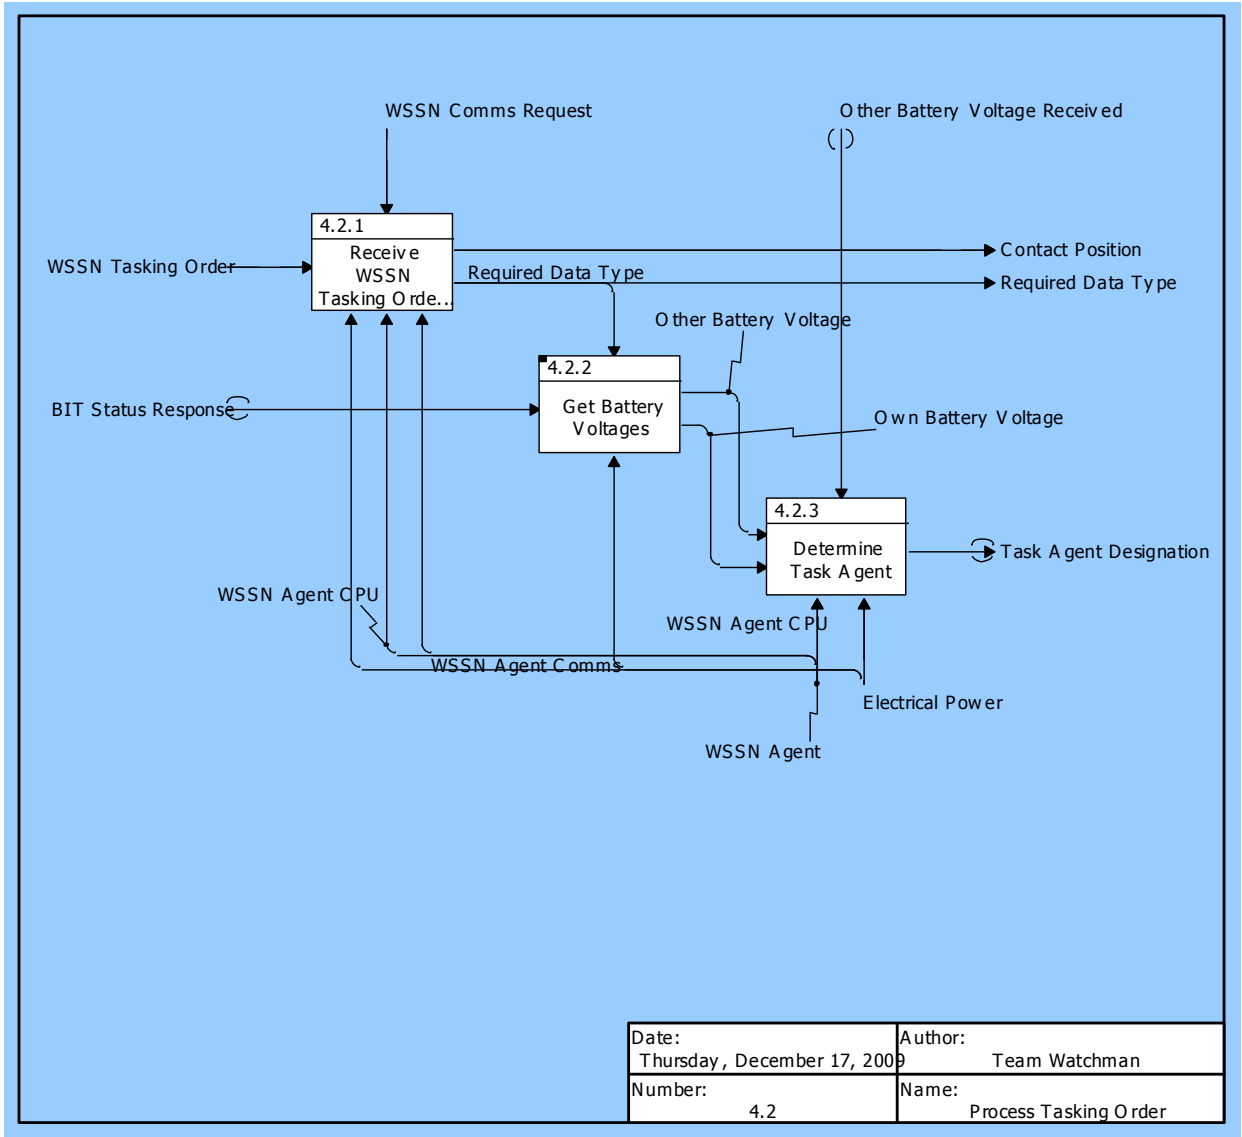 WSSN Comms Request
Other Battery Voltage Received
4.2.1
Receive
WSSN
Tasking Orde...
WSSN Tasking Order
Contact Position
Required Data Type
Required Data Type
Other Battery Voltage
4.2.2
Get Battery
Voltages
BIT Status Response
Own Battery Voltage
4.2.3
Determine
Task Agent
Task Agent Designation
WSSN Agent CPU
WSSN Agent CPU
WSSN Agent Comms
Electrical Power
WSSN Agent
Date:
Thursday, December 17, 2009
Author:
Team Watchman
Number:
4.2
Name:
Process Tasking Order